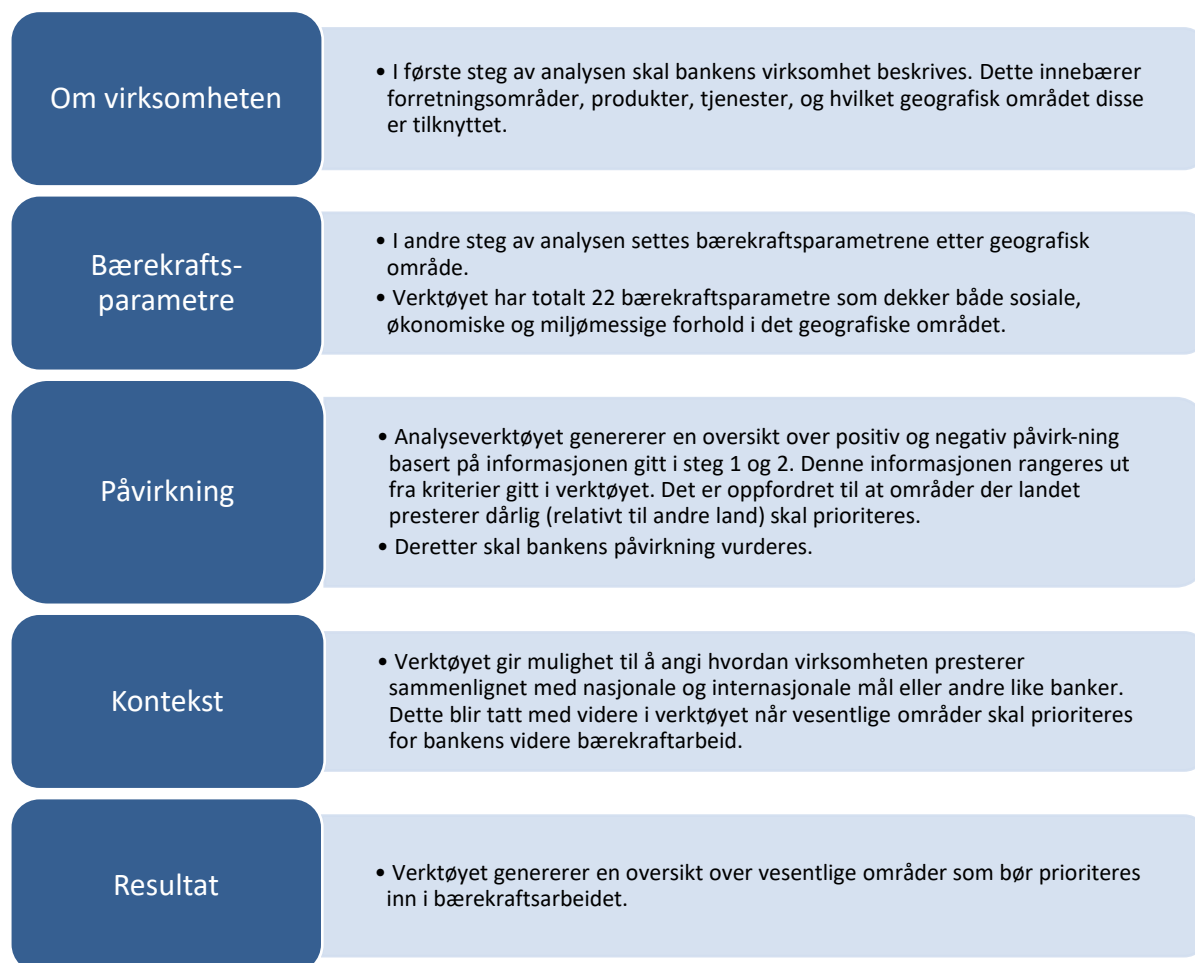 Om virksomheten
• I første steg av analysen skal bankens virksomhet beskrives. Dette innebærer
forretningsområder, produkter, tjenester, og hvilket geografisk området disse
er tilknyttet.
Bærekrafts-
parametre
• I andre steg av analysen settes bærekraftsparametrene etter geografisk
område.
• Verktøyet har totalt 22 bærekraftsparametre som dekker både sosiale,
økonomiske og miljømessige forhold i det geografiske området.
Påvirkning
• Analyseverktøyet genererer en oversikt over positiv og negativ påvirk-ning
basert på informasjonen gitt i steg 1 og 2. Denne informasjonen rangeres ut
fra kriterier gitt i verktøyet. Det er oppfordret til at områder der landet
presterer dårlig (relativt til andre land) skal prioriteres.
• Deretter skal bankens påvirkning vurderes.
Kontekst
• Verktøyet gir mulighet til å angi hvordan virksomheten presterer
sammenlignet med nasjonale og internasjonale mål eller andre like banker.
Dette blir tatt med videre i verktøyet når vesentlige områder skal prioriteres
for bankens videre bærekraftarbeid.
Resultat
• Verktøyet genererer en oversikt over vesentlige områder som bør prioriteres
inn i bærekraftsarbeidet.